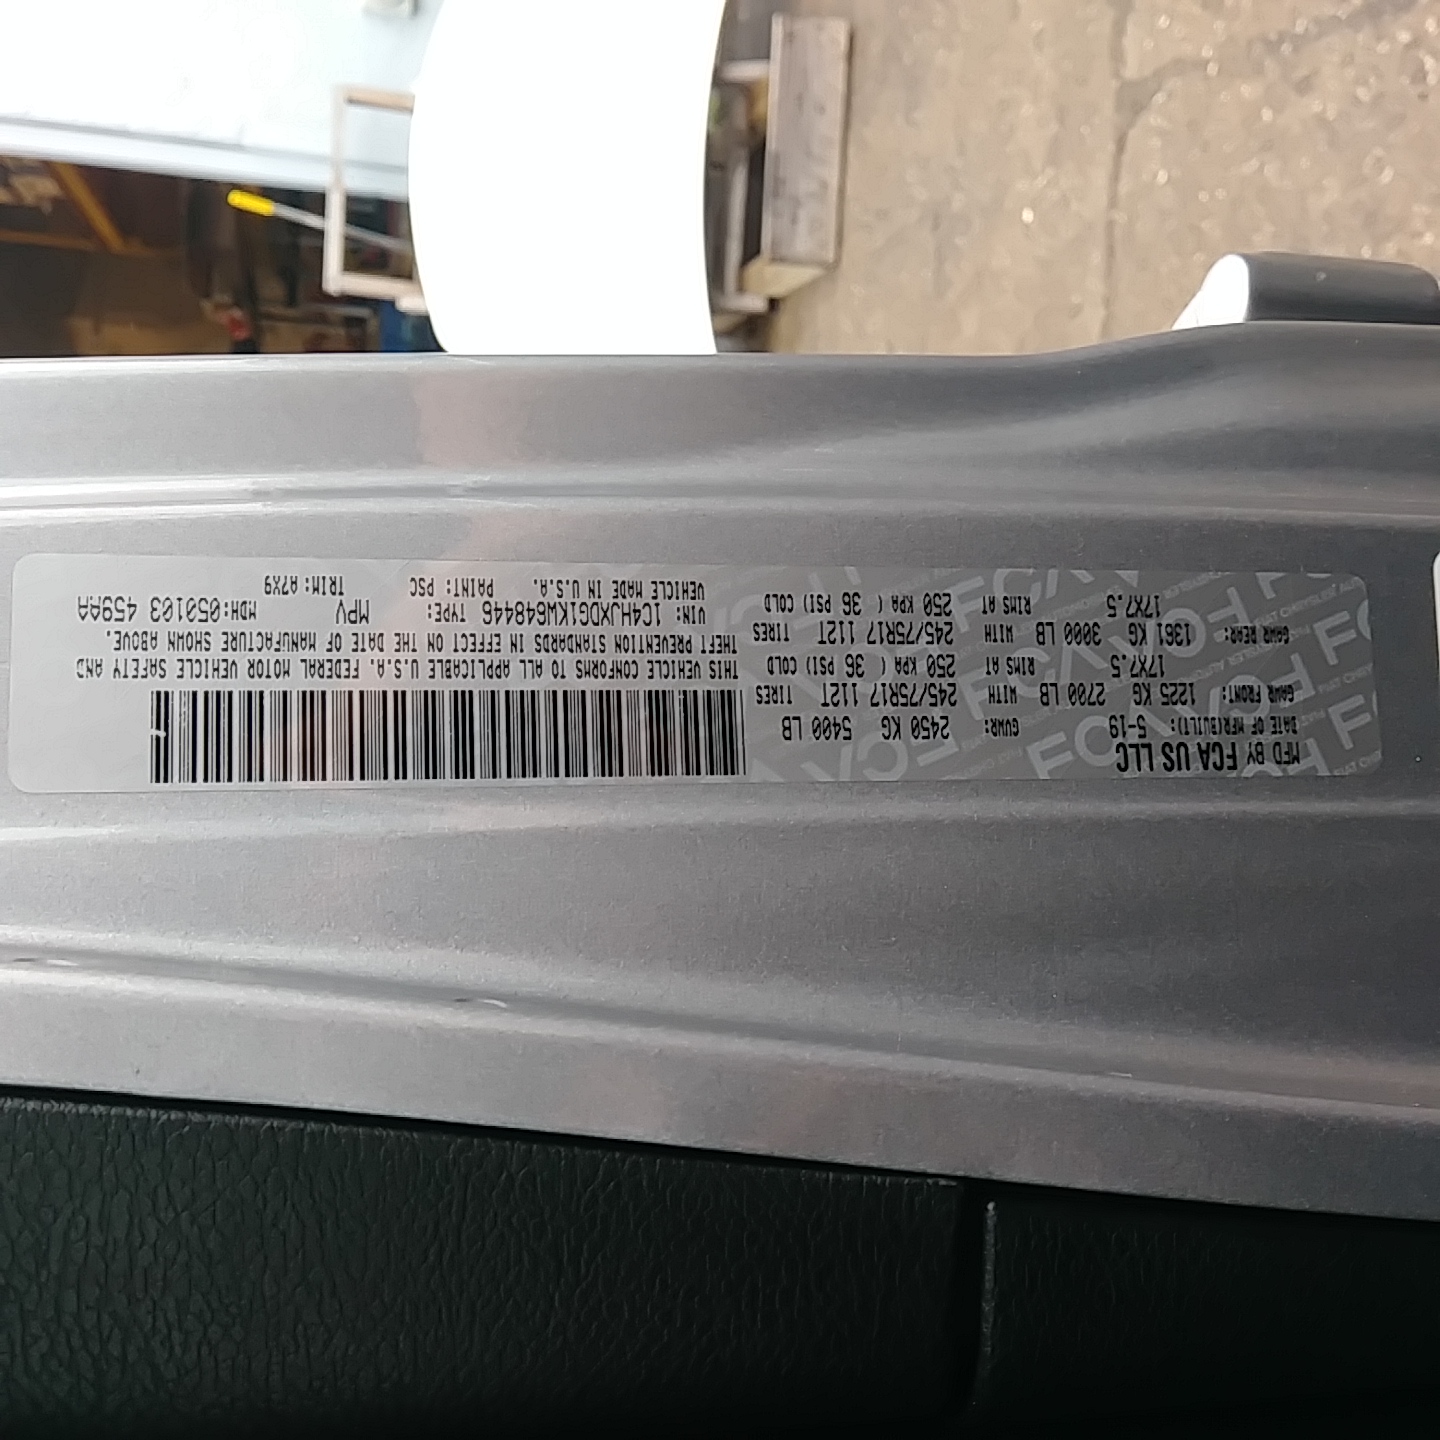 MFD BY FCA US LLC
DATE OF MFR(BUILT): 5-19 GVWR: 2450 KG 5400 LB
GAWR FRONT: 1225 KG 2700 LB WITH 245/75R17 112T TIRES
17X7.5 RIMS AT 250 KPA ( 36 PSI) COLD
GAWR REAR: 1361 KG 3000 LB WITH 245/75R17 112T TIRES
17X7.5 RIMS AT 250 KPA ( 36 PSI) COLD
THIS VEHICLE CONFORMS TO ALL APPLICABLE U.S.A. FEDERAL MOTOR VEHICLE SAFETY AND
THEFT PREVENTION STANDARDS IN EFFECT ON THE DATE OF MANUFACTURE SHOWN ABOVE.
VIN: 1C4HJXDG1KW648446 TYPE: MPV MDH:050103 459AA
VEHICLE MADE IN U.S.A. PAINT: PSC TRIM: A7X9